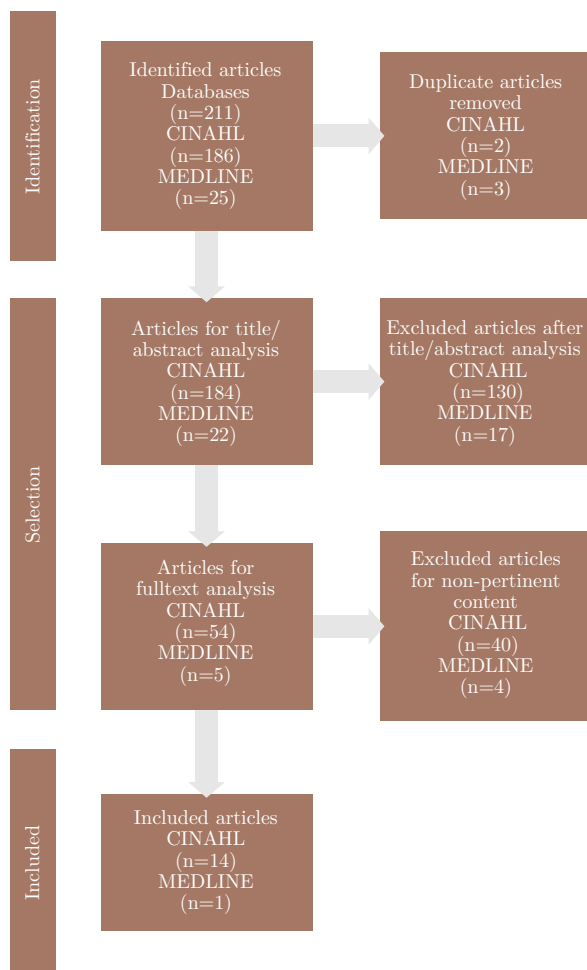 Identification
Identified articles
Databases
(n=211)
CINAHL
(n=186)
MEDLINE
(n=25)
Duplicate articles
removed
CINAHL
(n=2)
MEDLINE
(n=3)
Selection
Articles for title/
abstract analysis
CINAHL
(n=184)
MEDLINE
(n=22)
Excluded articles after
title/abstract analysis
CINAHL
(n=130)
MEDLINE
(n=17)
Articles for
fulltext analysis
CINAHL
(n=54)
MEDLINE
(n=5)
Excluded articles
for non-pertinent
content
CINAHL
(n=40)
MEDLINE
(n=4)
Included
Included articles
CINAHL
(n=14)
MEDLINE
(n=1)